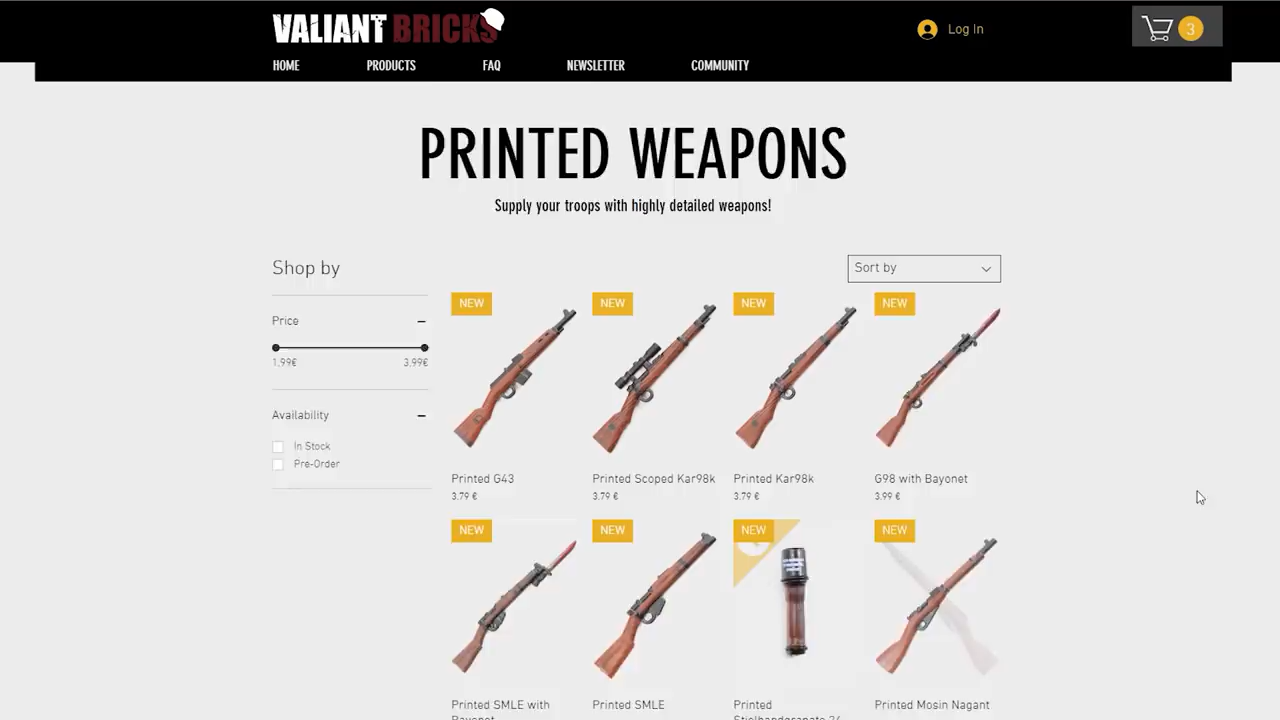 VALIANT BRICKS
Log In
3
HOME
PRODUCTS
FAQ
NEWSLETTER
COMMUNITY
PRINTED WEAPONS
Supply your troops with highly detailed weapons!
Shop by
Sort by
Price
1,99€
3,99€
Availability
In Stock
Pre-Order
NEW
NEW
NEW
NEW
Printed G43
Printed Scoped Kar98k
Printed Kar98k
G98 with Bayonet
3.79 €
3.79 €
3.79 €
3.99 €
NEW
NEW
NEW
NEW
Printed SMLE with
Printed SMLE
Printed
Printed Mosin Nagant
Bayonet